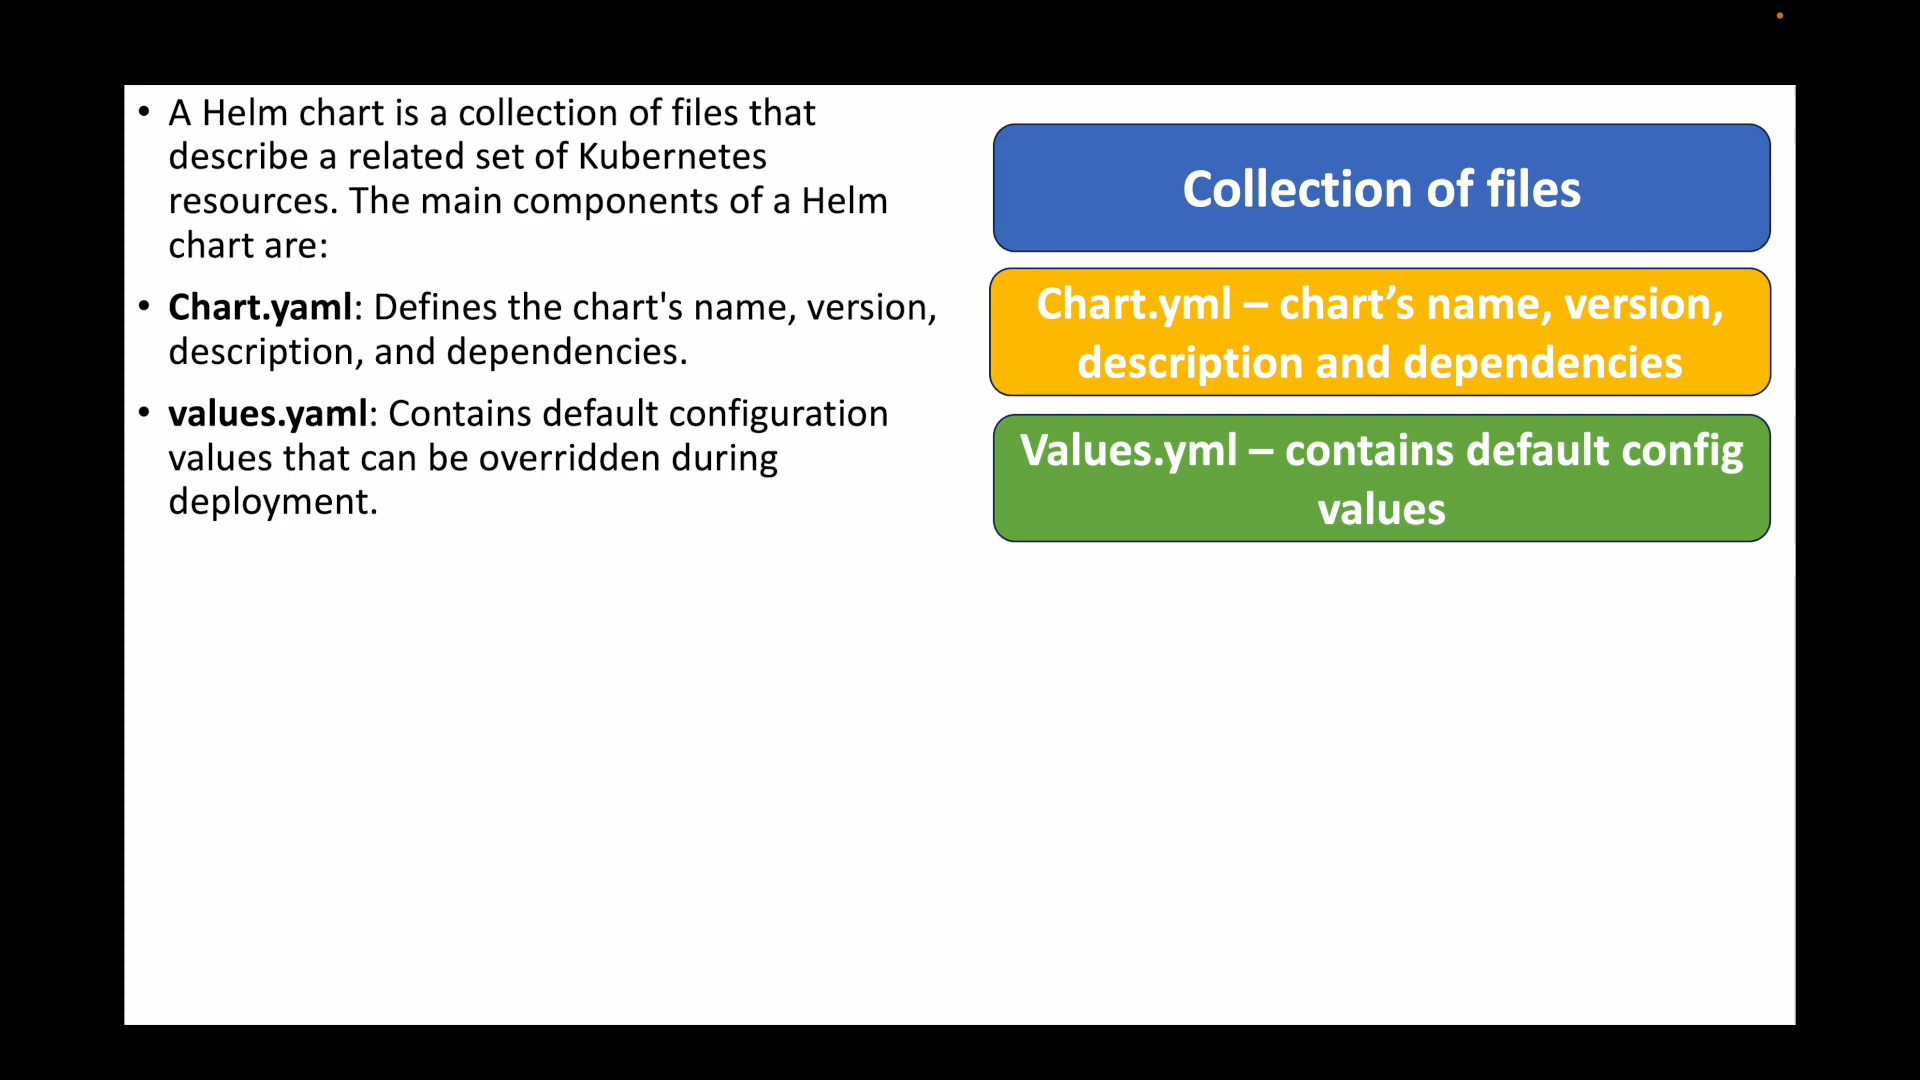 • A Helm chart is a collection of files that
describe a related set of Kubernetes
resources. The main components of a Helm
chart are:
• Chart.yaml: Defines the chart's name, version,
description, and dependencies.
• values.yaml: Contains default configuration
values that can be overridden during
deployment.
Collection of files
Chart.yml – chart’s name, version,
description and dependencies
Values.yml – contains default config
values